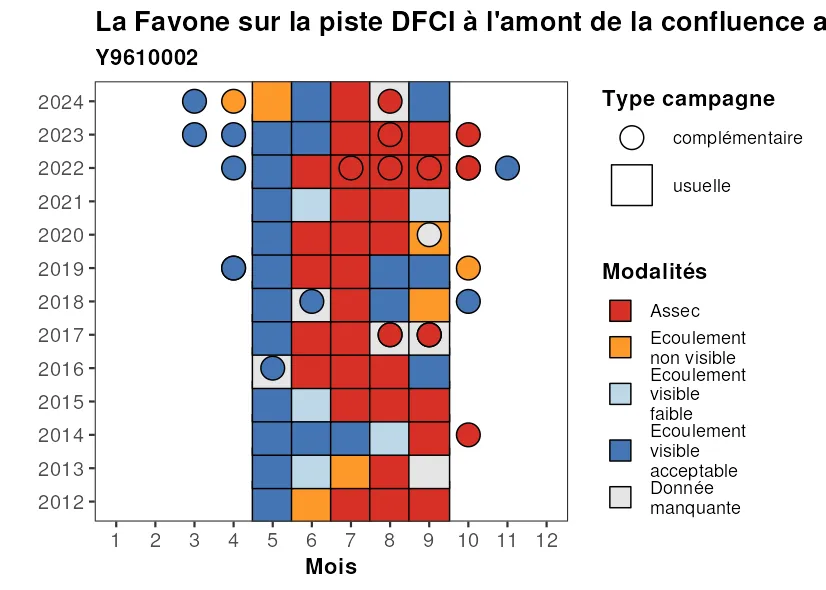 La Favone sur la piste DFCI à l'amont de la confluence a
Y9610002
2024
2023
2022
2021
2020
2019
2018
2017
2016
2015
2014
2013
2012
1 2 3 4 5 6 7 8 9 10 11 12
Mois
Type campagne
complémentaire
usuelle
Modalités
Assec
Ecoulement
non visible
Ecoulement
visible
faible
Ecoulement
visible
acceptable
Donnée
manquante